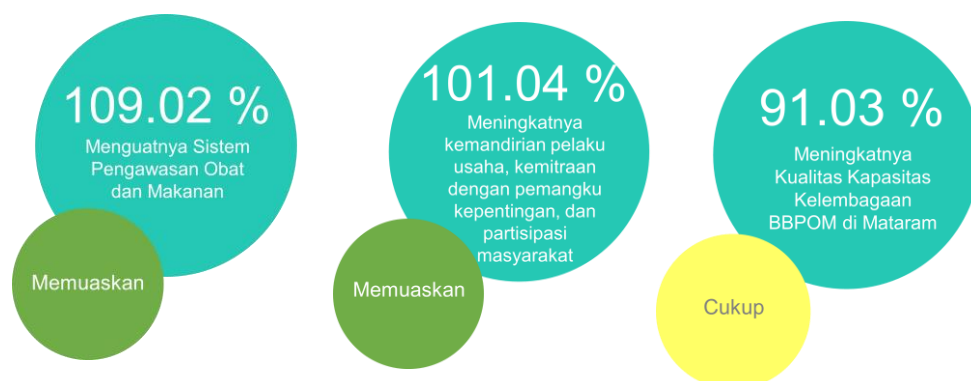 109.02 %
Menguatnya Sistem
Pengawasan Obat
dan Makanan
Memuaskan
101.04 %
Meningkatnya
kemandirian pelaku
usaha, kemitraan
dengan pemangku
kepentingan, dan
partisipasi
masyarakat
Memuaskan
91.03 %
Meningkatnya
Kualitas Kapasitas
Kelembagaan
BBPOM di Mataram
Cukup